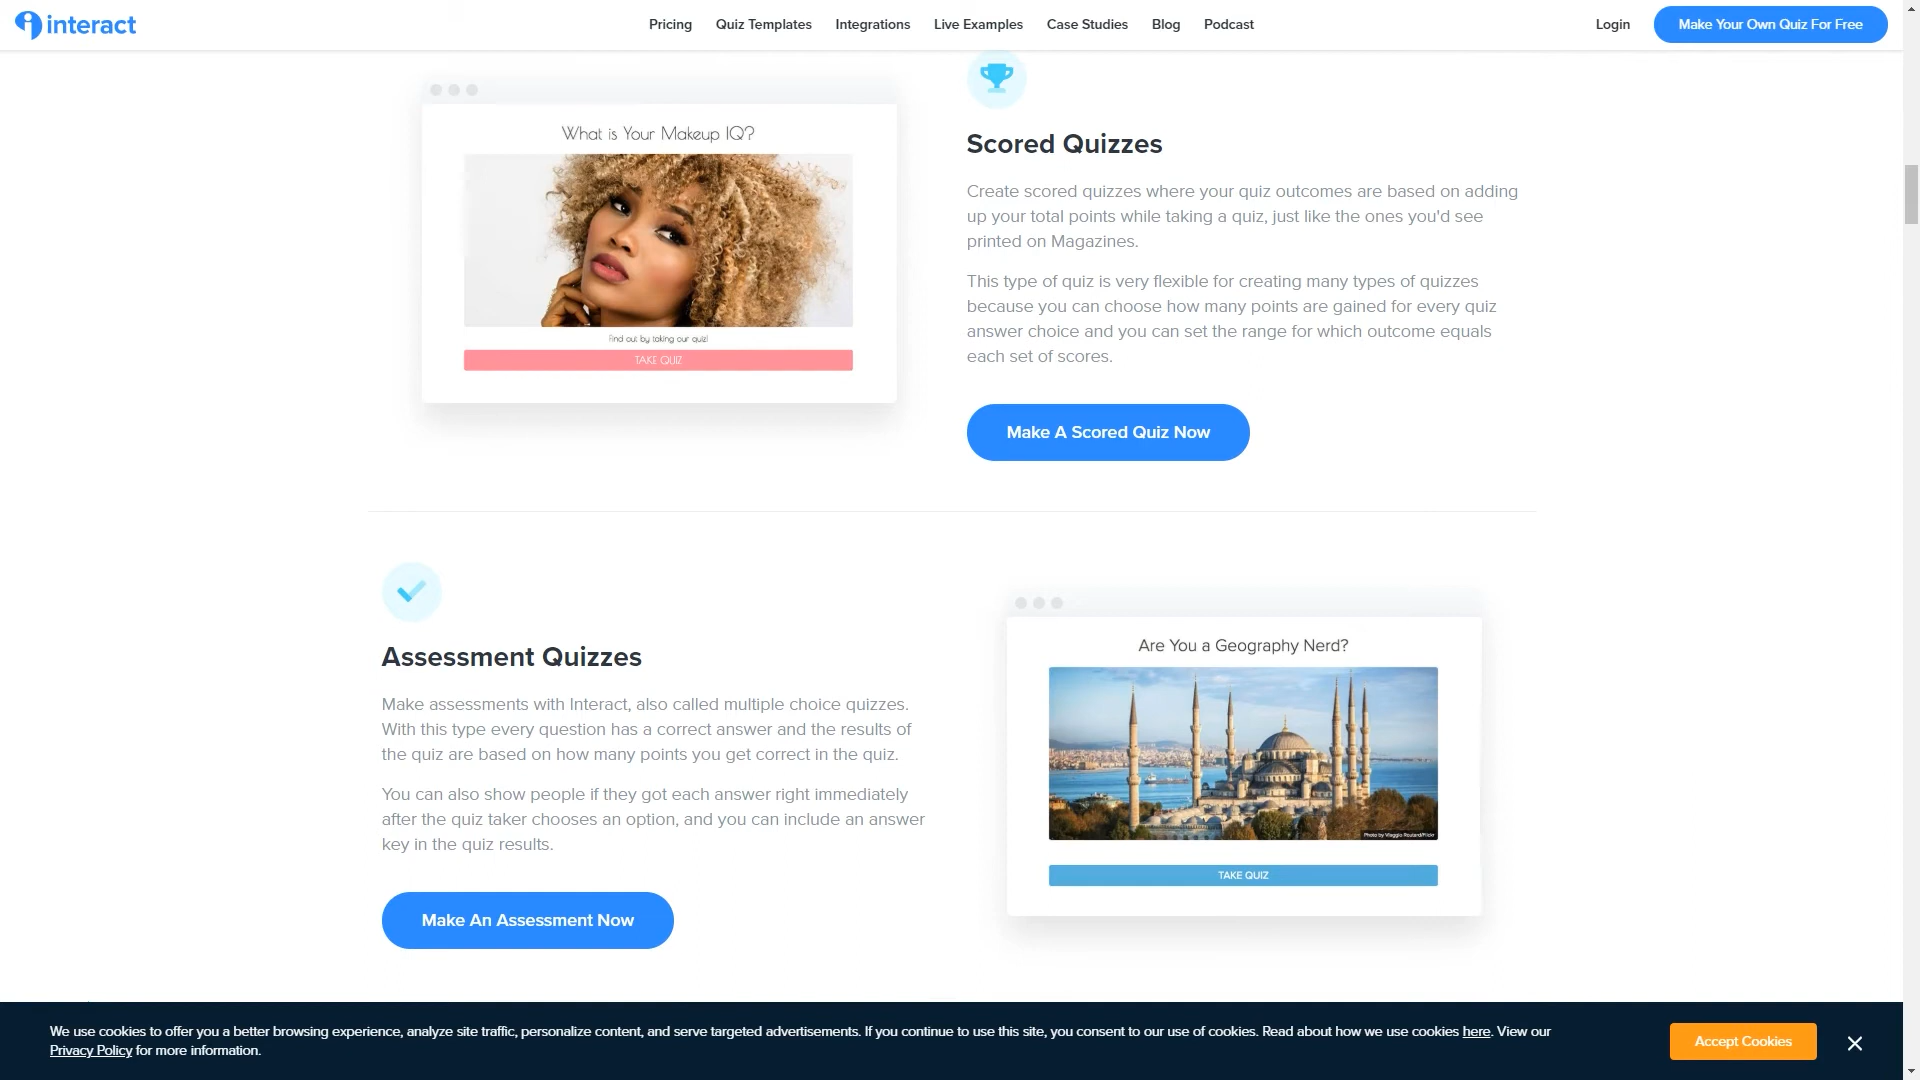 interact
Pricing
Quiz Templates
Integrations
Live Examples
Case Studies
Blog
Podcast
Login
Make Your Own Quiz For Free
What is Your Makeup IQ?
Find out by taking our quiz!
TAKE QUIZ
Scored Quizzes
Create scored quizzes where your quiz outcomes are based on adding
up your total points while taking a quiz, just like the ones you'd see
printed on Magazines.
This type of quiz is very flexible for creating many types of quizzes
because you can choose how many points are gained for every quiz
answer choice and you can set the range for which outcome equals
each set of scores.
Make A Scored Quiz Now
Assessment Quizzes
Make assessments with Interact, also called multiple choice quizzes.
With this type every question has a correct answer and the results of
the quiz are based on how many points you get correct in the quiz.
You can also show people if they got each answer right immediately
after the quiz taker chooses an option, and you can include an answer
key in the quiz results.
Make An Assessment Now
Are You a Geography Nerd?
Photo by Viaggio Routard/Flickr
TAKE QUIZ
We use cookies to offer you a better browsing experience, analyze site traffic, personalize content, and serve targeted advertisements. If you continue to use this site, you consent to our use of cookies. Read about how we use cookies here. View our
Privacy Policy for more information.
Accept Cookies